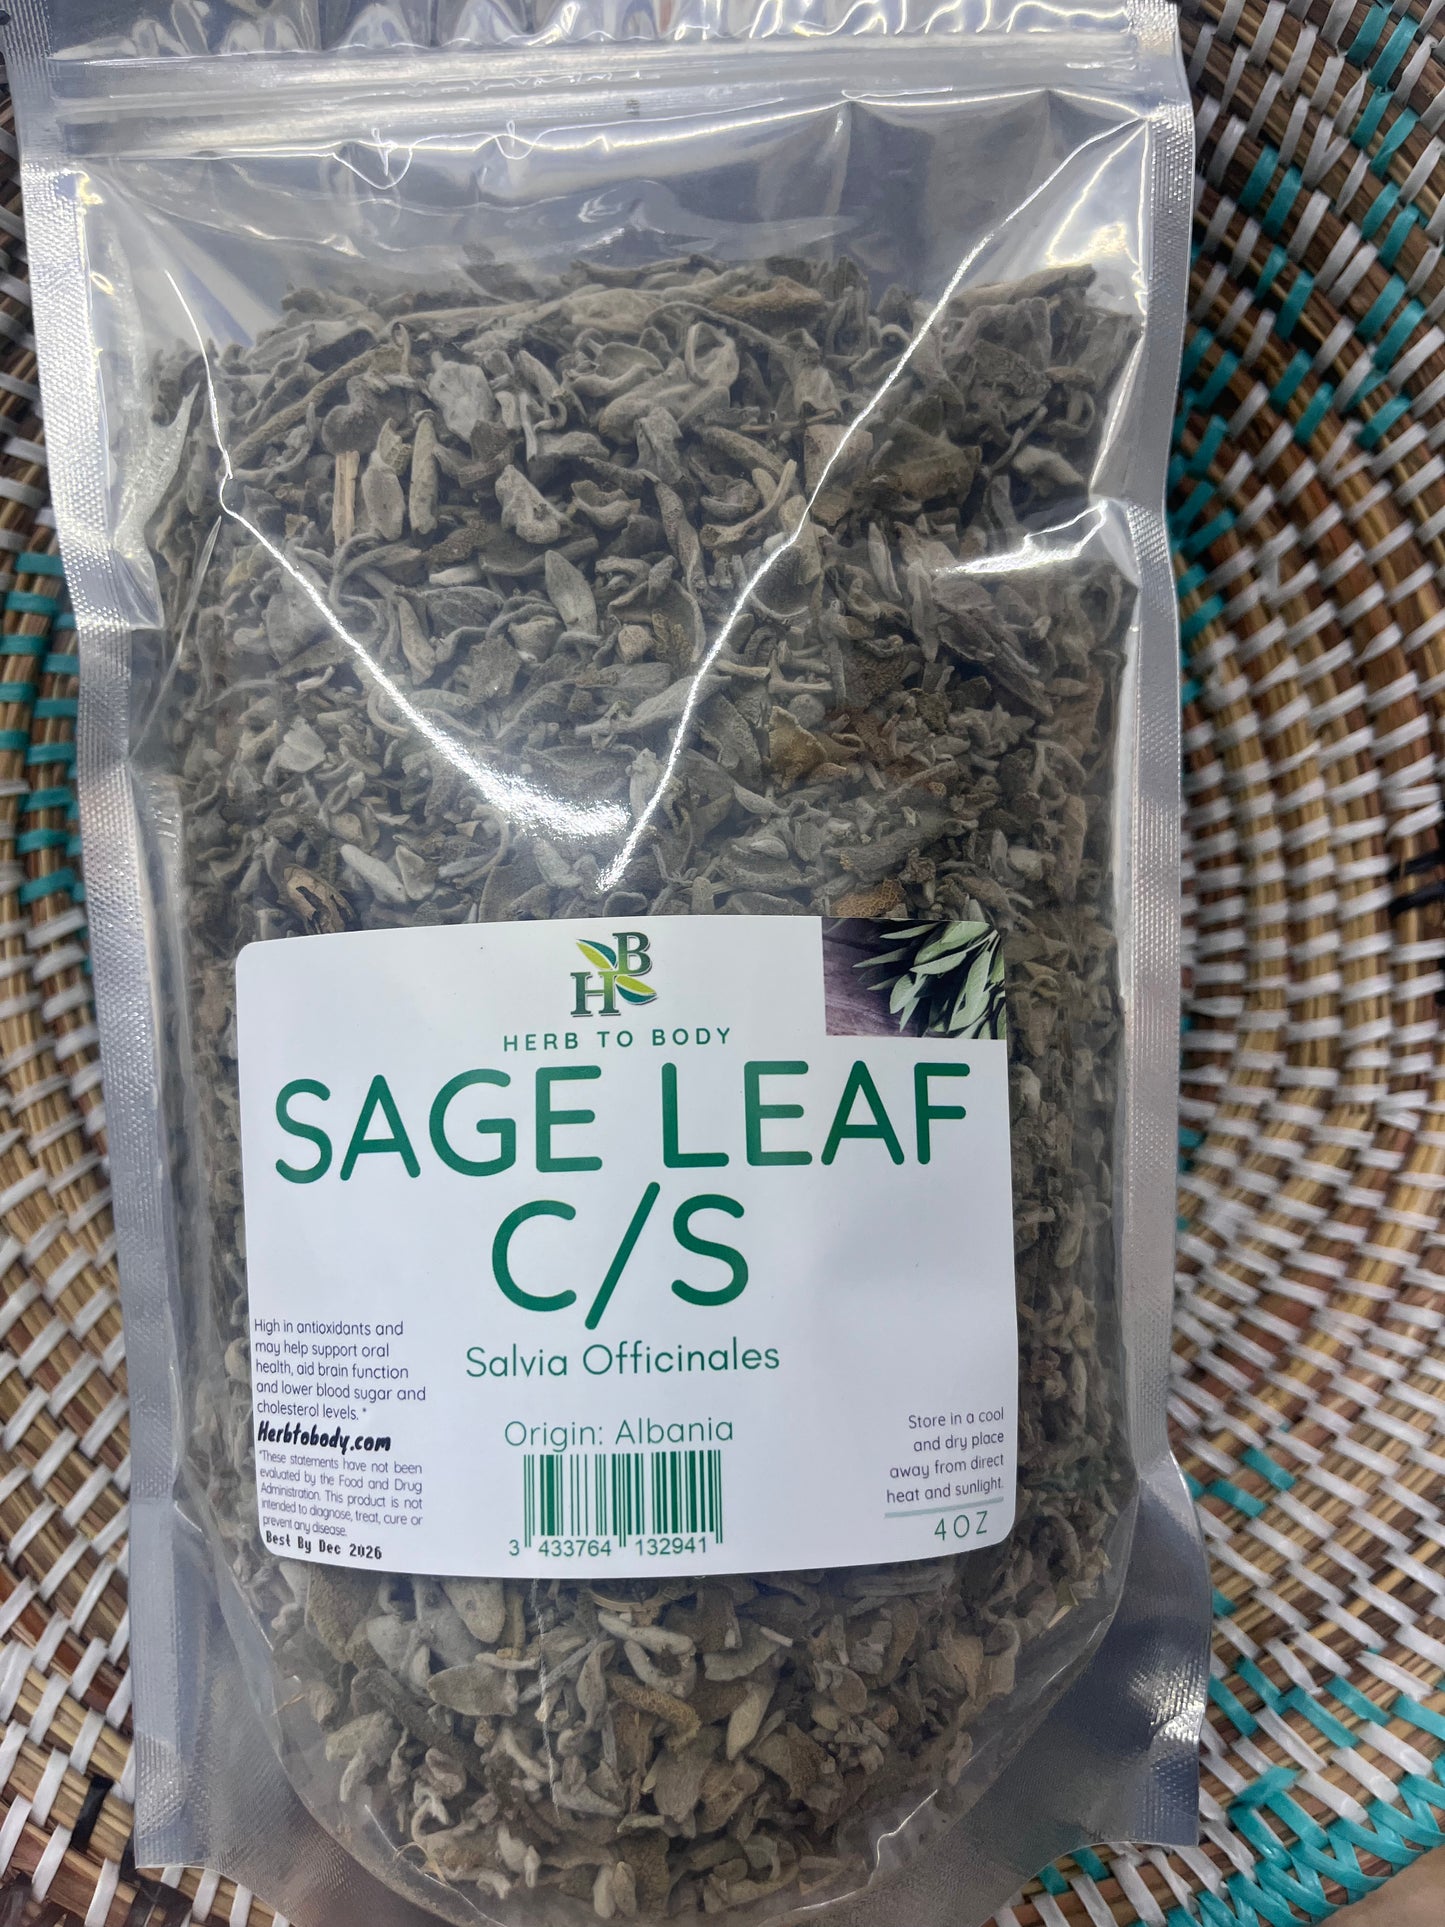 HB
HERB TO BODY
SAGE LEAF
C/S
Salvia Officinales
Origin: Albania
High in antioxidants and
may help support oral
health, aid brain function
and lower blood sugar and
cholesterol levels. *
Herbtobody.com
*These statements have not been
evaluated by the Food and Drug
Administration. This product is not
intended to diagnose, treat, cure or
prevent any disease.
Best By Dec 2026
3 433764 132941
Store in a cool
and dry place
away from direct
heat and sunlight.
4OZ